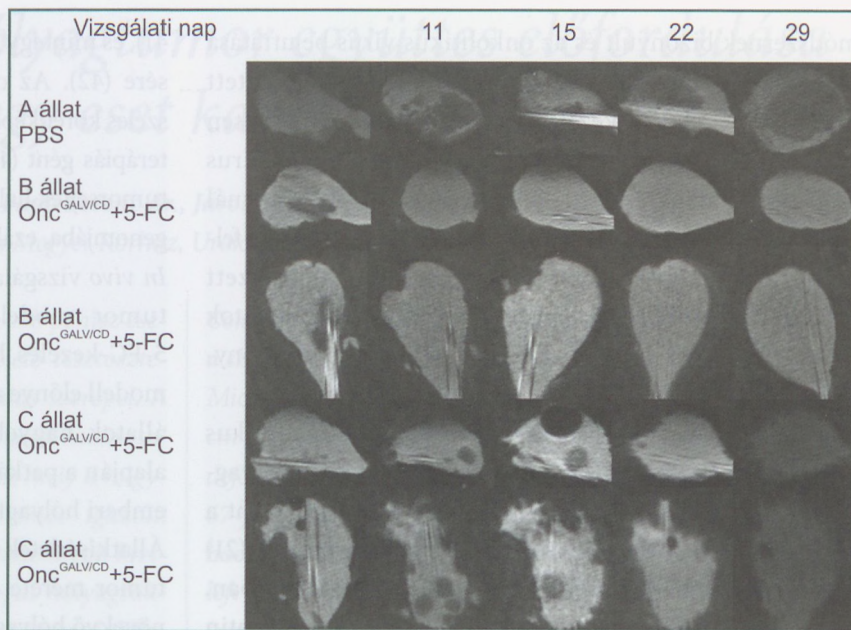 Vizsgálati nap 8 11 15 22 29
A állat
PBS
B állat
Onc^GALV/CD+5-FC
B állat
Onc^GALV/CD+5-FC
C állat
Onc^GALV/CD+5-FC
C állat
Onc^GALV/CD+5-FC